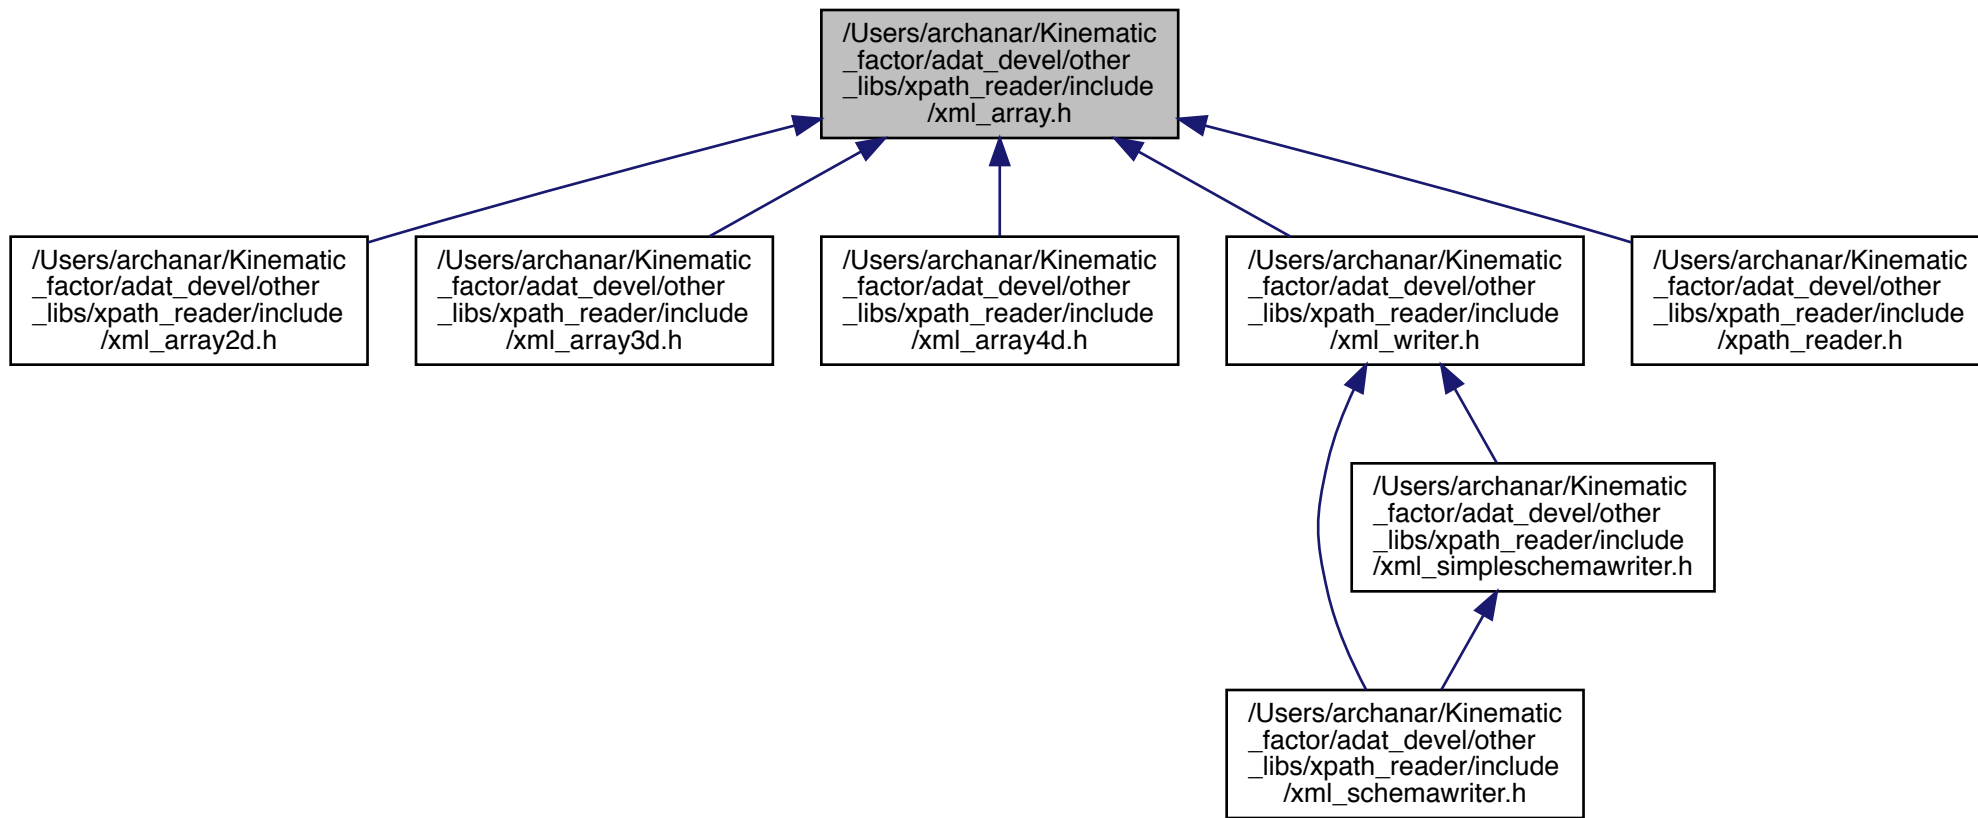 /Users/archanar/Kinematic
_factor/adat_devel/other
_libs/xpath_reader/include
/xml_array.h
/Users/archanar/Kinematic
_factor/adat_devel/other
_libs/xpath_reader/include
/xml_array2d.h
/Users/archanar/Kinematic
_factor/adat_devel/other
_libs/xpath_reader/include
/xml_array3d.h
/Users/archanar/Kinematic
_factor/adat_devel/other
_libs/xpath_reader/include
/xml_array4d.h
/Users/archanar/Kinematic
_factor/adat_devel/other
_libs/xpath_reader/include
/xml_writer.h
/Users/archanar/Kinematic
_factor/adat_devel/other
_libs/xpath_reader/include
/xpath_reader.h
/Users/archanar/Kinematic
_factor/adat_devel/other
_libs/xpath_reader/include
/xml_simpleschemawriter.h
/Users/archanar/Kinematic
_factor/adat_devel/other
_libs/xpath_reader/include
/xml_schemawriter.h